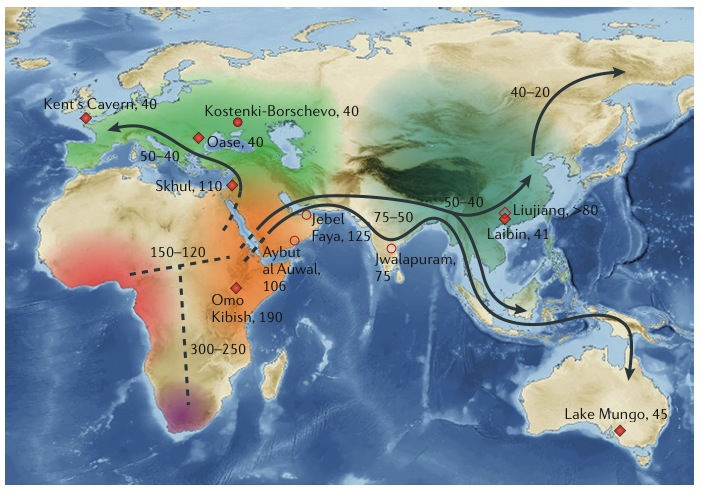 40–20
Kent's Cavern, 40
Kostenki-Borschevo, 40
Oase, 40
50–40
Skhul, 110
50–40
Liujiang, >80
Jebel
Faya, 125
75–50
Laibin, 41
150–120
Aybut
al Auwal,
106
Jwalapuram,
75
Omo
Kibish, 190
300–250
Lake Mungo, 45